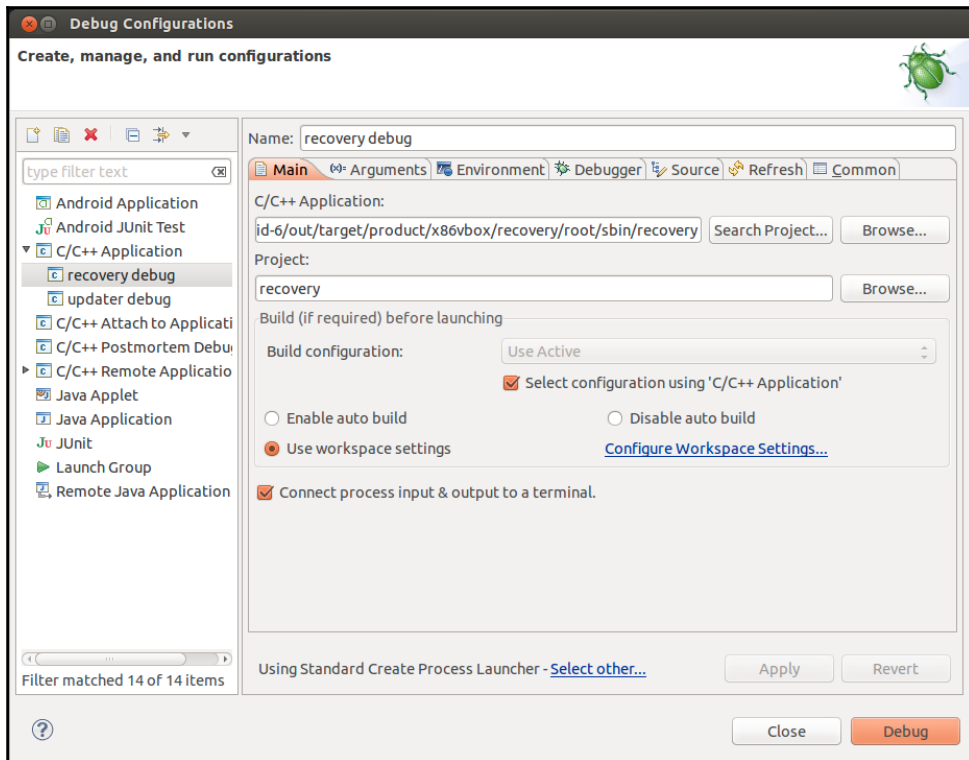 Debug Configurations
Create, manage, and run configurations
type filter text
Android Application
Ju Android JUnit Test
C/C++ Application
recovery debug
updater debug
C/C++ Attach to Applicati
C/C++ Postmortem Debu
C/C++ Remote Applicatio
Java Applet
Java Application
Ju JUnit
Launch Group
Remote Java Application
Filter matched 14 of 14 items
Name: recovery debug
Main (x)= Arguments Environment Debugger Source Refresh Common
C/C++ Application:
id-6/out/target/product/x86vbox/recovery/root/sbin/recovery Search Project... Browse...
Project:
recovery Browse...
Build (if required) before launching
Build configuration: Use Active
Select configuration using 'C/C++ Application'
Enable auto build Disable auto build
Use workspace settings Configure Workspace Settings...
Connect process input & output to a terminal.
Using Standard Create Process Launcher - Select other... Apply Revert
Close Debug